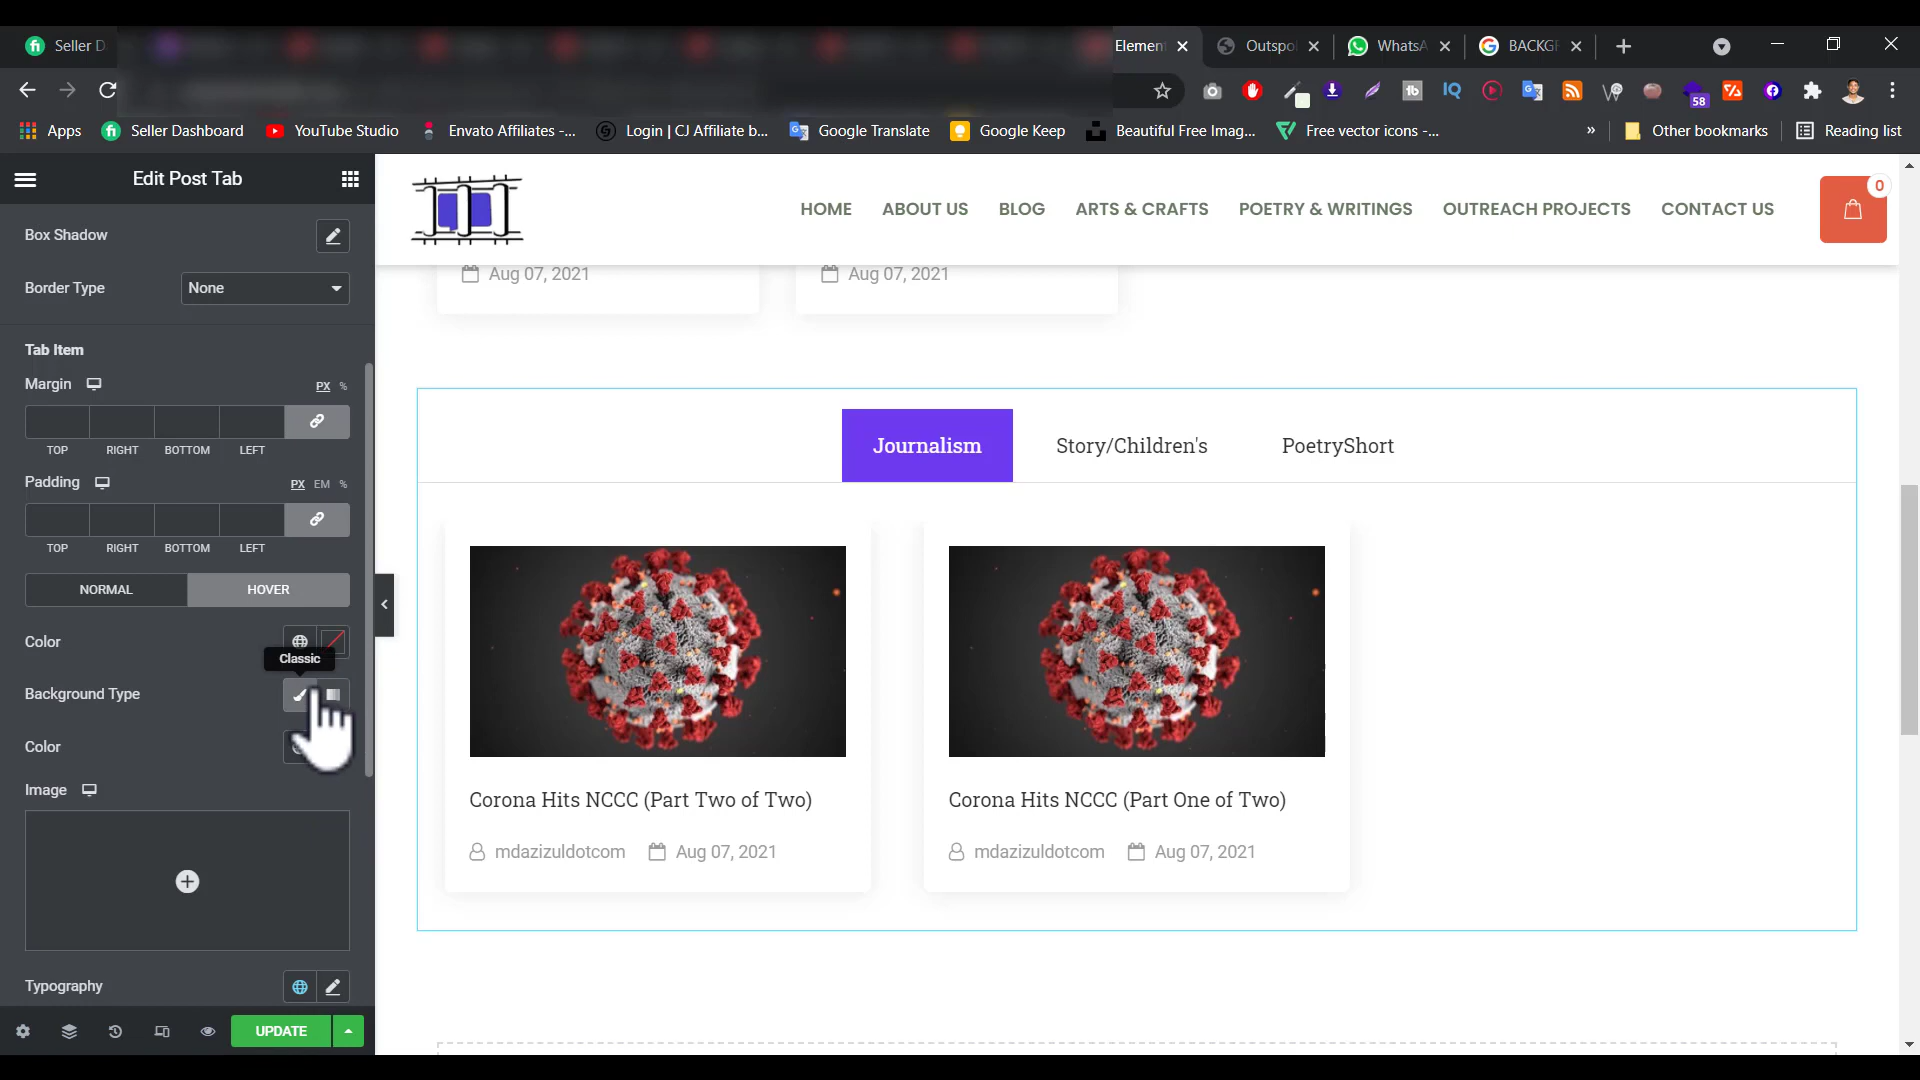 Seller D
Element
Outspo
WhatsA
BACKGR
58
Apps
Seller Dashboard
YouTube Studio
Envato Affiliates -...
Login | CJ Affiliate b...
Google Translate
Google Keep
Beautiful Free Imag...
Free vector icons -...
»
Other bookmarks
Reading list
Edit Post Tab
HOME
ABOUT US
BLOG
ARTS & CRAFTS
POETRY & WRITINGS
OUTREACH PROJECTS
CONTACT US
0
Box Shadow
Border Type
None
Aug 07, 2021
Aug 07, 2021
Tab Item
Margin
PX %
TOP RIGHT BOTTOM LEFT
Padding
PX EM %
TOP RIGHT BOTTOM LEFT
NORMAL
HOVER
Color
Classic
Background Type
Color
Image
Typography
UPDATE
Journalism
Story/Children's
PoetryShort
Corona Hits NCCC (Part Two of Two)
mdazizuldotcom
Aug 07, 2021
Corona Hits NCCC (Part One of Two)
mdazizuldotcom
Aug 07, 2021